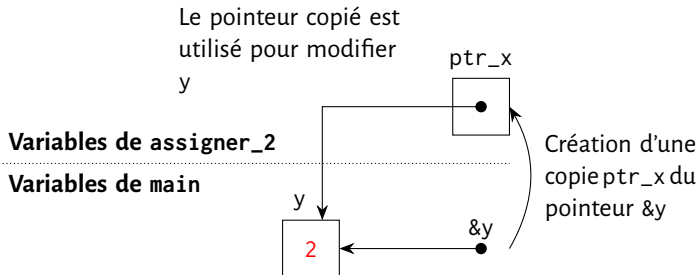 Le pointeur copié est
utilisé pour modifier
y
ptr_x
Variables de assigner_2
Création d'une
copie ptr_x du
pointeur &y
Variables de main
y
&y
2